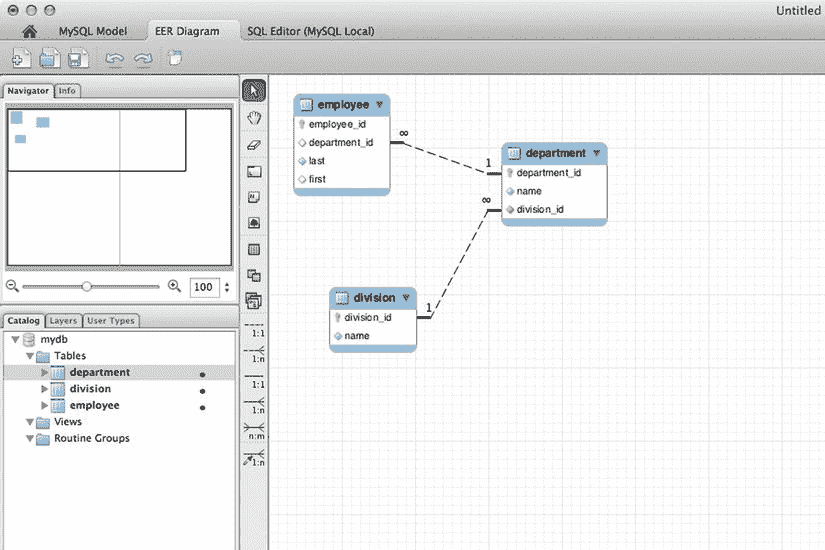 Untitled
MySQL Model
EER Diagram
SQL Editor (MySQL Local)
Navigator
Info
100
Catalog
Layers
User Types
mydb
Tables
department
division
employee
Views
Routine Groups
1:1
1:n
1:1
1:n
n:m
1:n
employee
employee_id
department_id
last
first
∞
1
department
department_id
name
division_id
∞
division
division_id
name
1